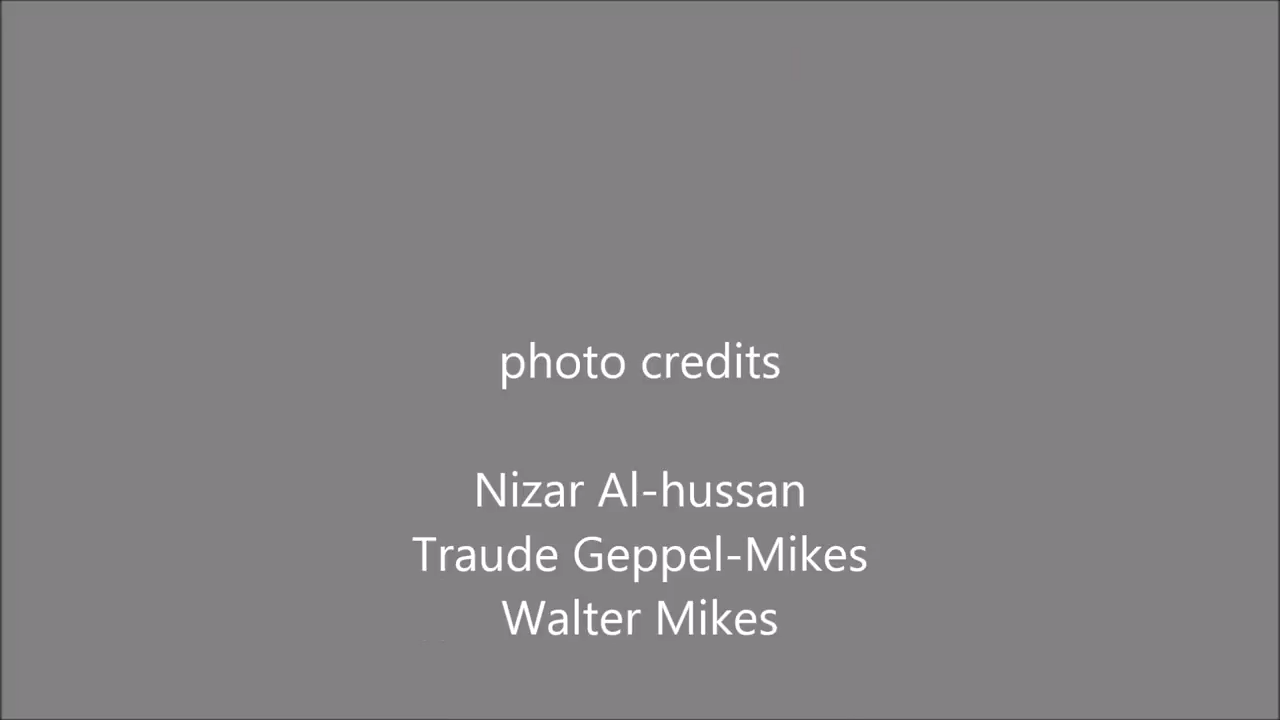 photo credits
Nizar Al-hussan
Traude Geppel-Mikes
Walter Mikes